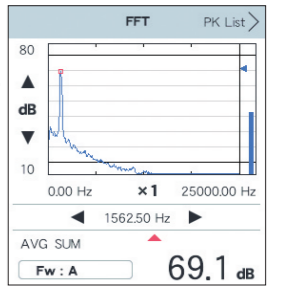 FFT PK List
80
dB
10
0.00 Hz ×1 25000.00 Hz
1562.50 Hz
AVG SUM
Fw : A
69.1 dB